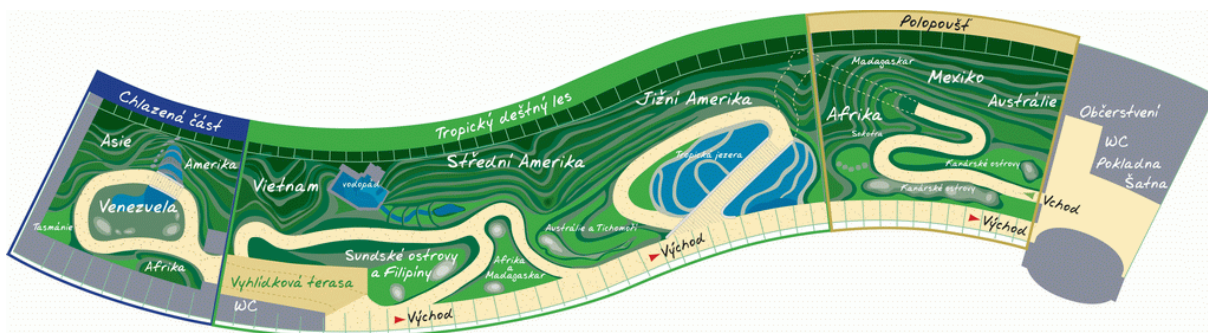 Chlazená část
Asie
Amerika
Venezuela
Tasmánie
Afrika
Tropický deštný les
Vietnam
vodopád
Střední Amerika
Jižní Amerika
Tropická jezera
Sundské ostrovy
a Filipíny
Afrika
a
Madagaskar
Austrálie a Tichomoří
Vyhlídková terasa
WC
Východ
Východ
Polopoušť
Madagaskar
Mexiko
Austrálie
Afrika
Sokotra
Kanárské ostrovy
Kanárské ostrovy
Východ
Vchod
Občerstvení
WC
Pokladna
Šatna